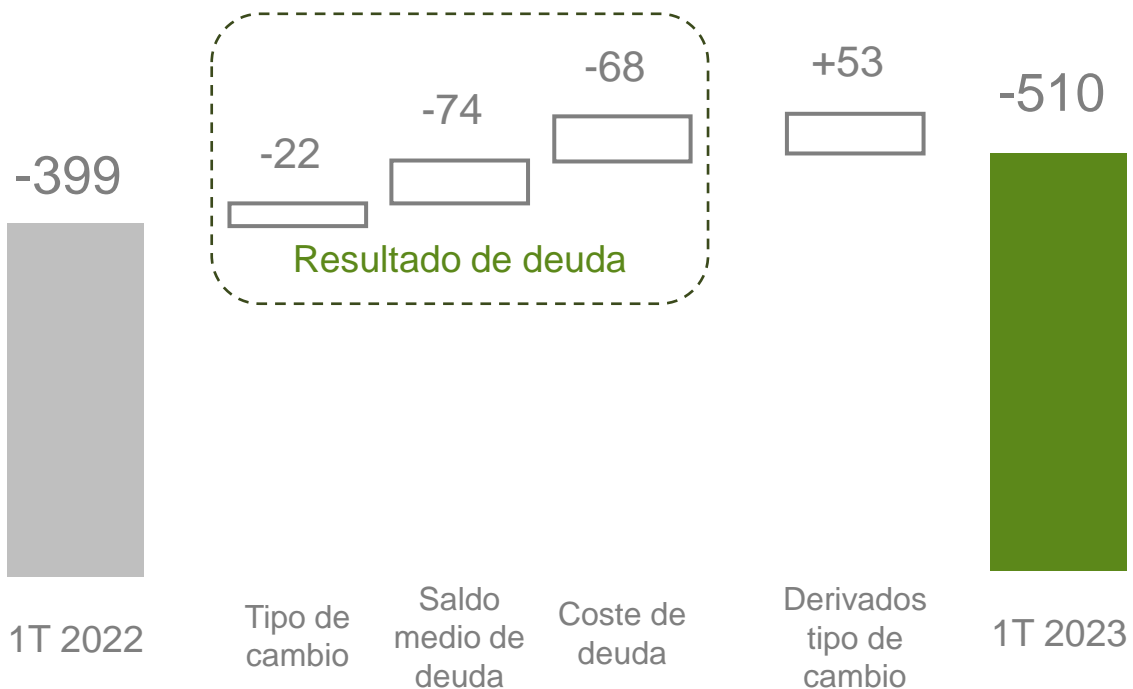 -399
-22
-74
-68
+53
-510
Resultado de deuda
1T 2022
Tipo de
cambio
Saldo
medio de
deuda
Coste de
deuda
Derivados
tipo de
cambio
1T 2023